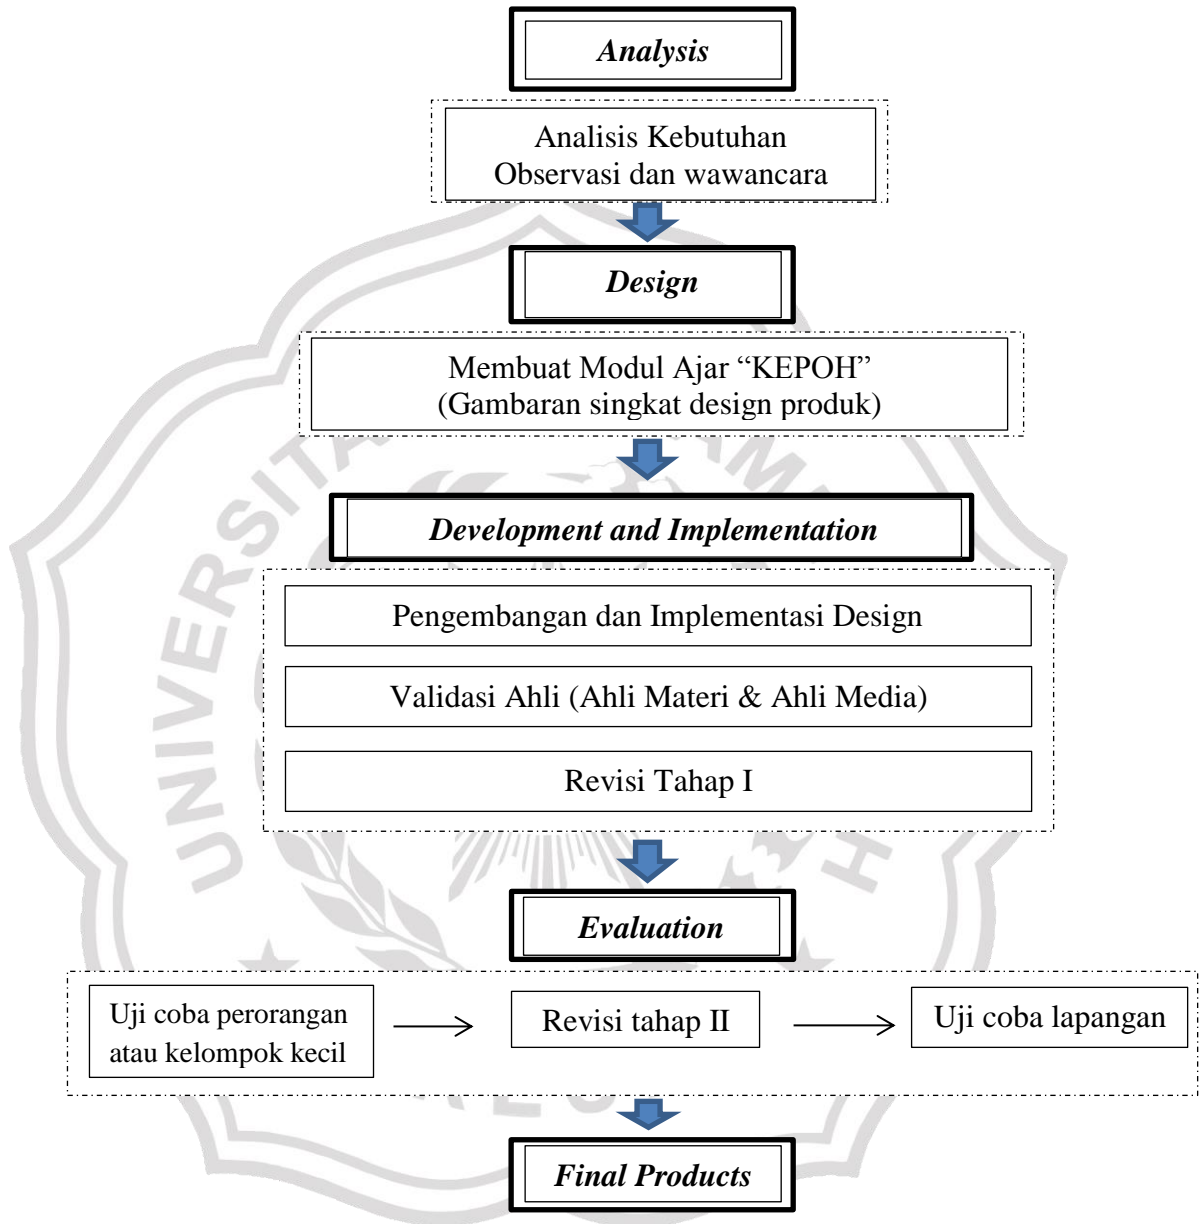 Analysis
Analisis Kebutuhan
Observasi dan wawancara
Design
Membuat Modul Ajar “KEPOH”
(Gambaran singkat design produk)
Development and Implementation
Pengembangan dan Implementasi Design
Validasi Ahli (Ahli Materi & Ahli Media)
Revisi Tahap I
Evaluation
Uji coba perorangan
atau kelompok kecil
Revisi tahap II
Uji coba lapangan
Final Products